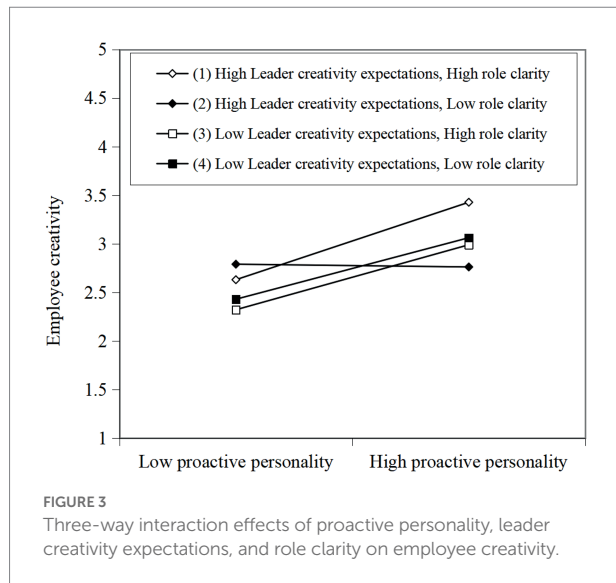 5
4.5
4
3.5
3
2.5
2
1.5
1
Employee creativity
(1) High Leader creativity expectations, High role clarity
(2) High Leader creativity expectations, Low role clarity
(3) Low Leader creativity expectations, High role clarity
(4) Low Leader creativity expectations, Low role clarity
Low proactive personality
High proactive personality
FIGURE 3
Three-way interaction effects of proactive personality, leader
creativity expectations, and role clarity on employee creativity.